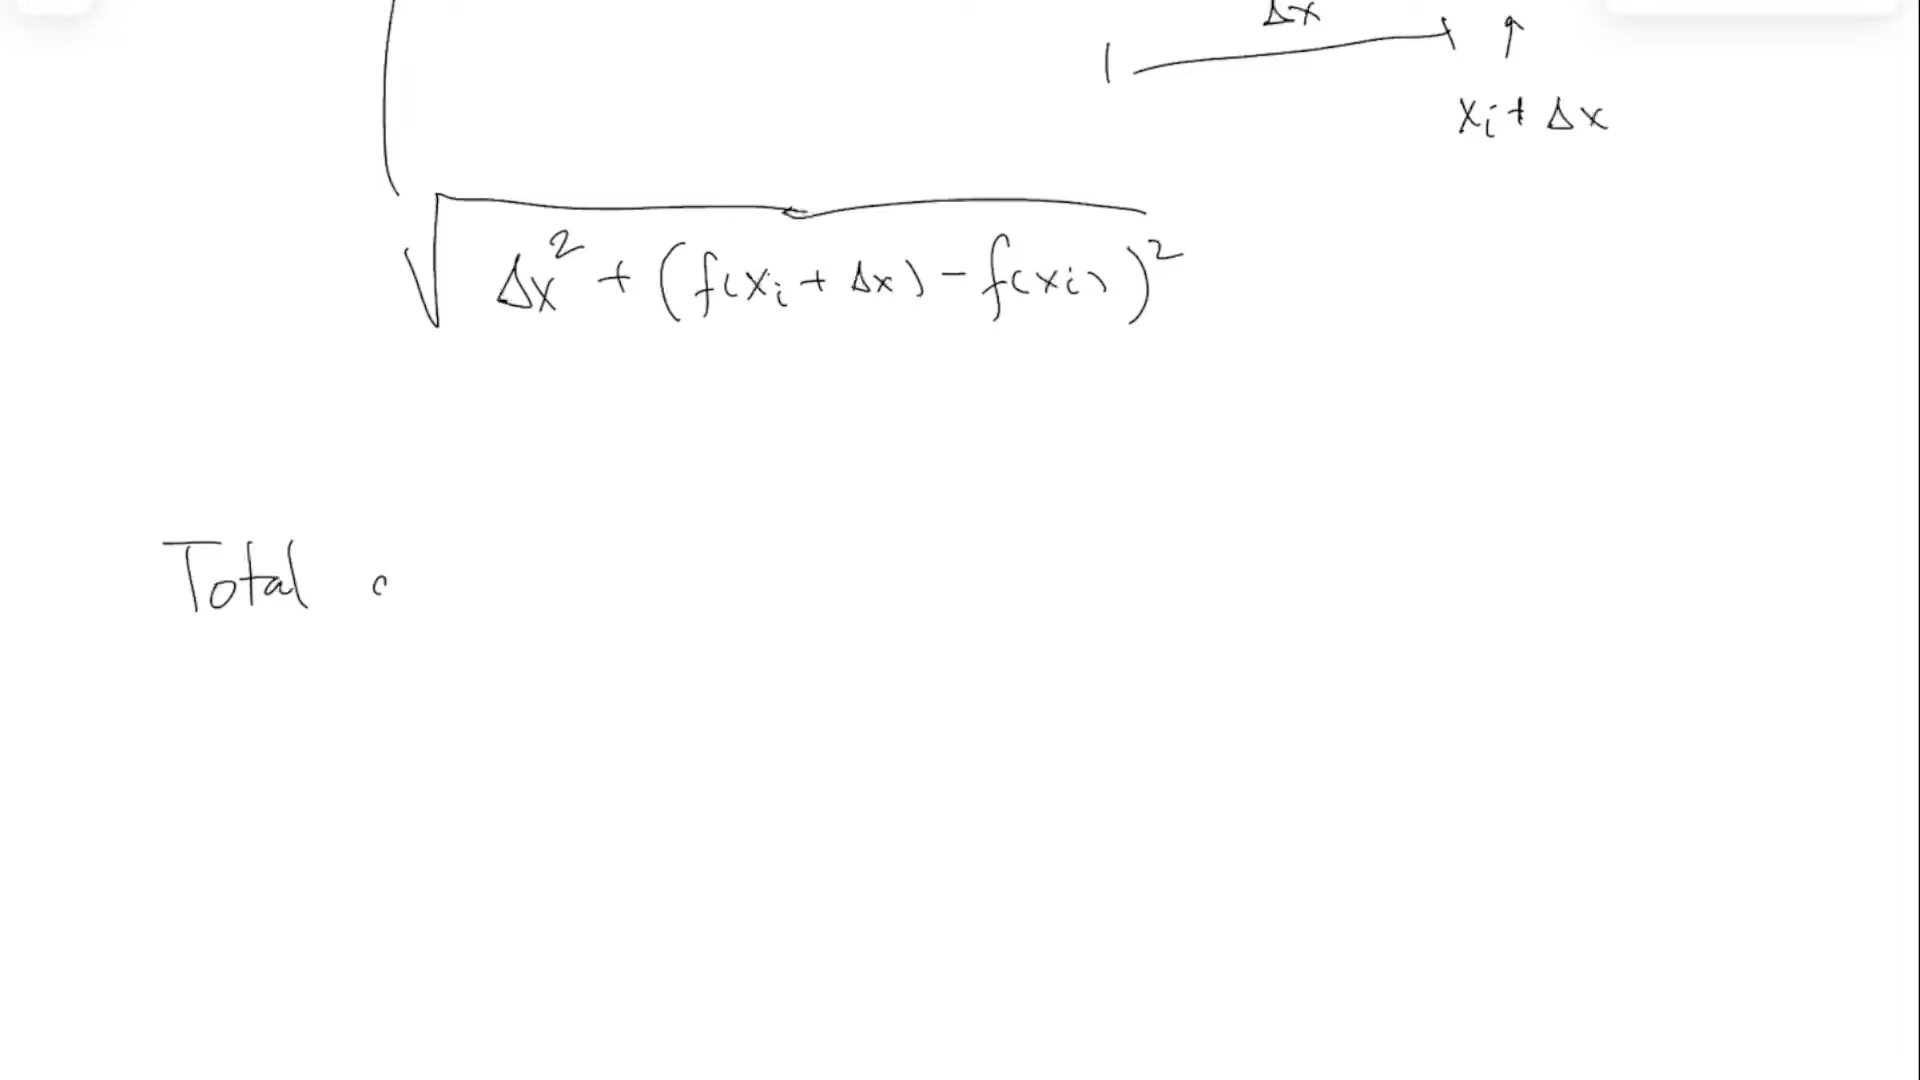 Δx
xᵢ + Δx
√(Δx² + (f(xᵢ + Δx) - f(xᵢ))²)
Total